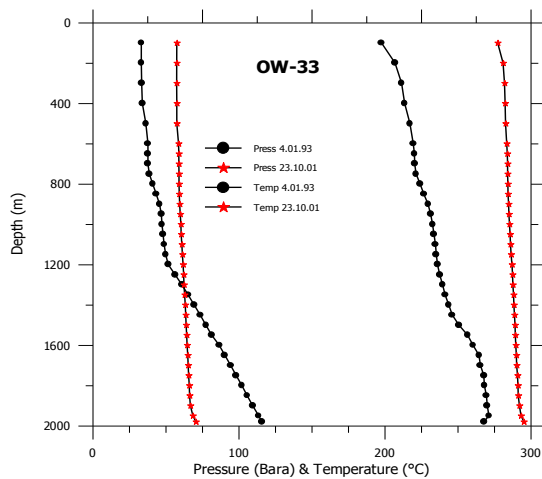 0
400
800
1200
1600
2000
Depth (m)
OW-33
Press 4.01.93
Press 23.10.01
Temp 4.01.93
Temp 23.10.01
0 100 200 300
Pressure (Bara) & Temperature (°C)